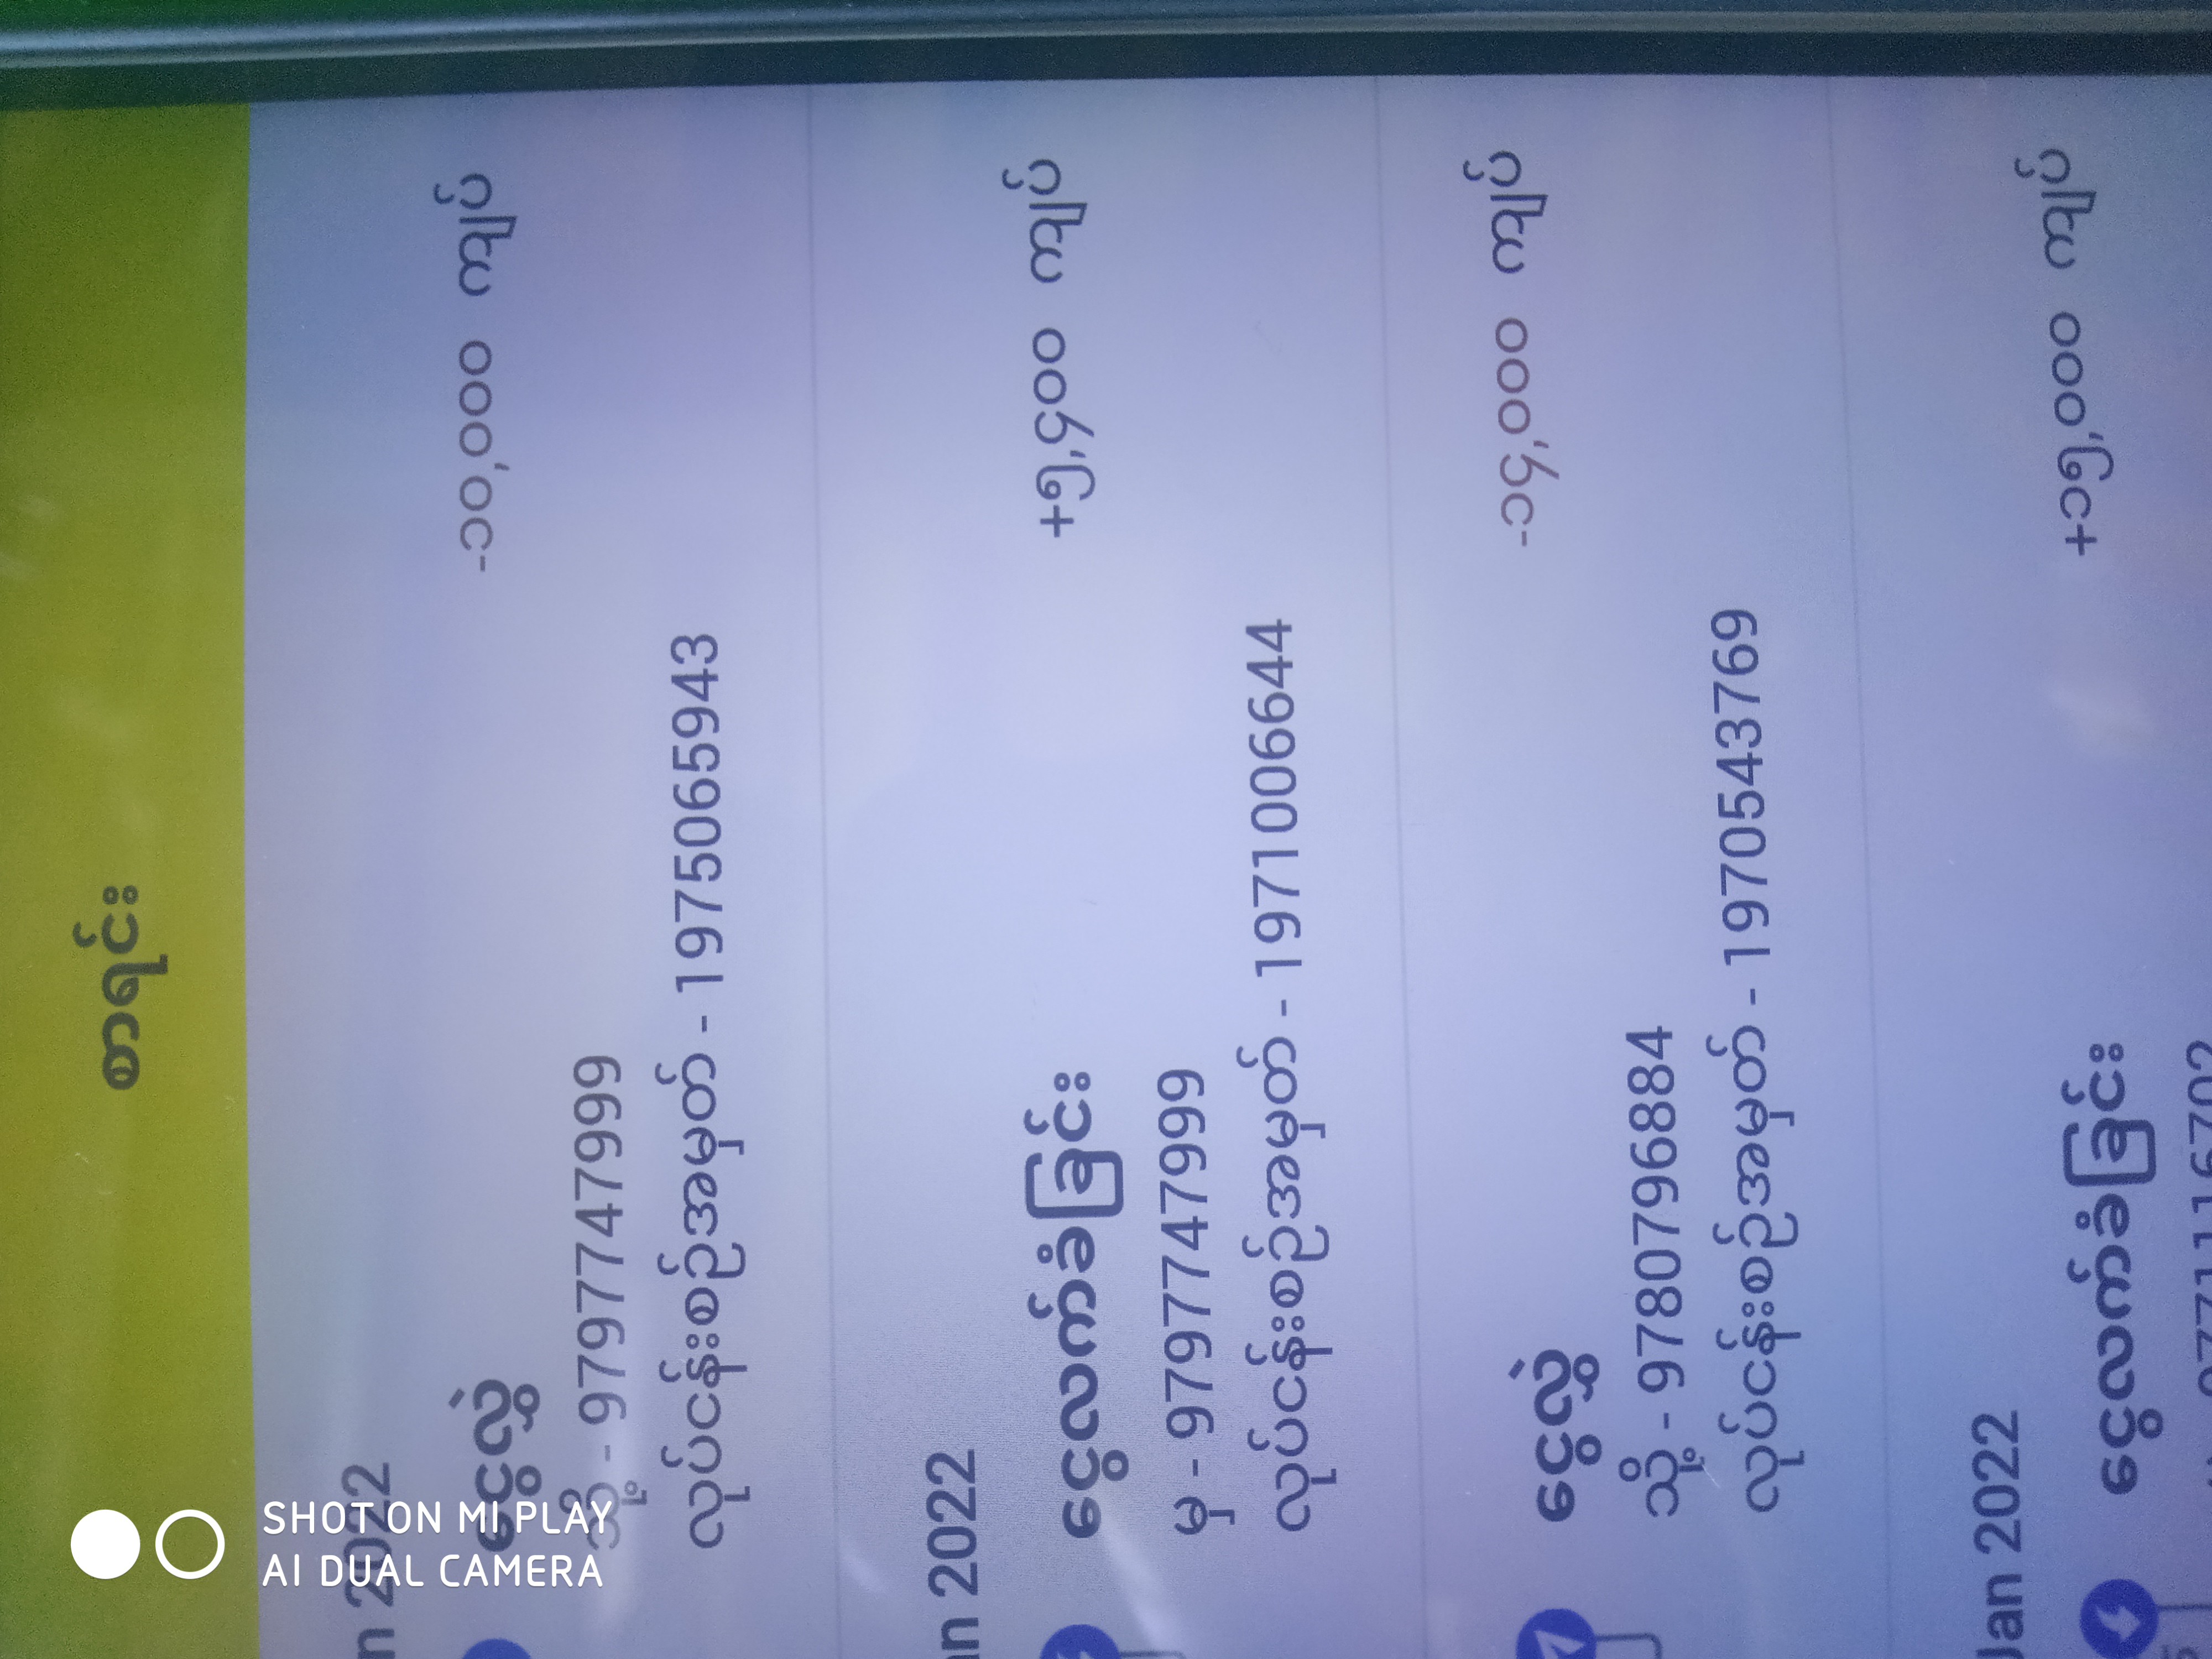 စာရင်း
n 2022
ငွေလွှဲ -၁၀,၀၀၀ ကျပ်
သို့ - 9797747999
လုပ်ငန်းစဉ်အမှတ် - 1975065943
an 2022
ငွေလက်ခံခြင်း +၆,၅၀၀ ကျပ်
မှ - 9797747999
လုပ်ငန်းစဉ်အမှတ် - 1971006644
ငွေလွှဲ -၁၅,၀၀၀ ကျပ်
သို့ - 9780796884
လုပ်ငန်းစဉ်အမှတ် - 1970543769
Jan 2022
ငွေလက်ခံခြင်း +၁၆,၀၀၀ ကျပ်
SHOT ON MI PLAY
AI DUAL CAMERA